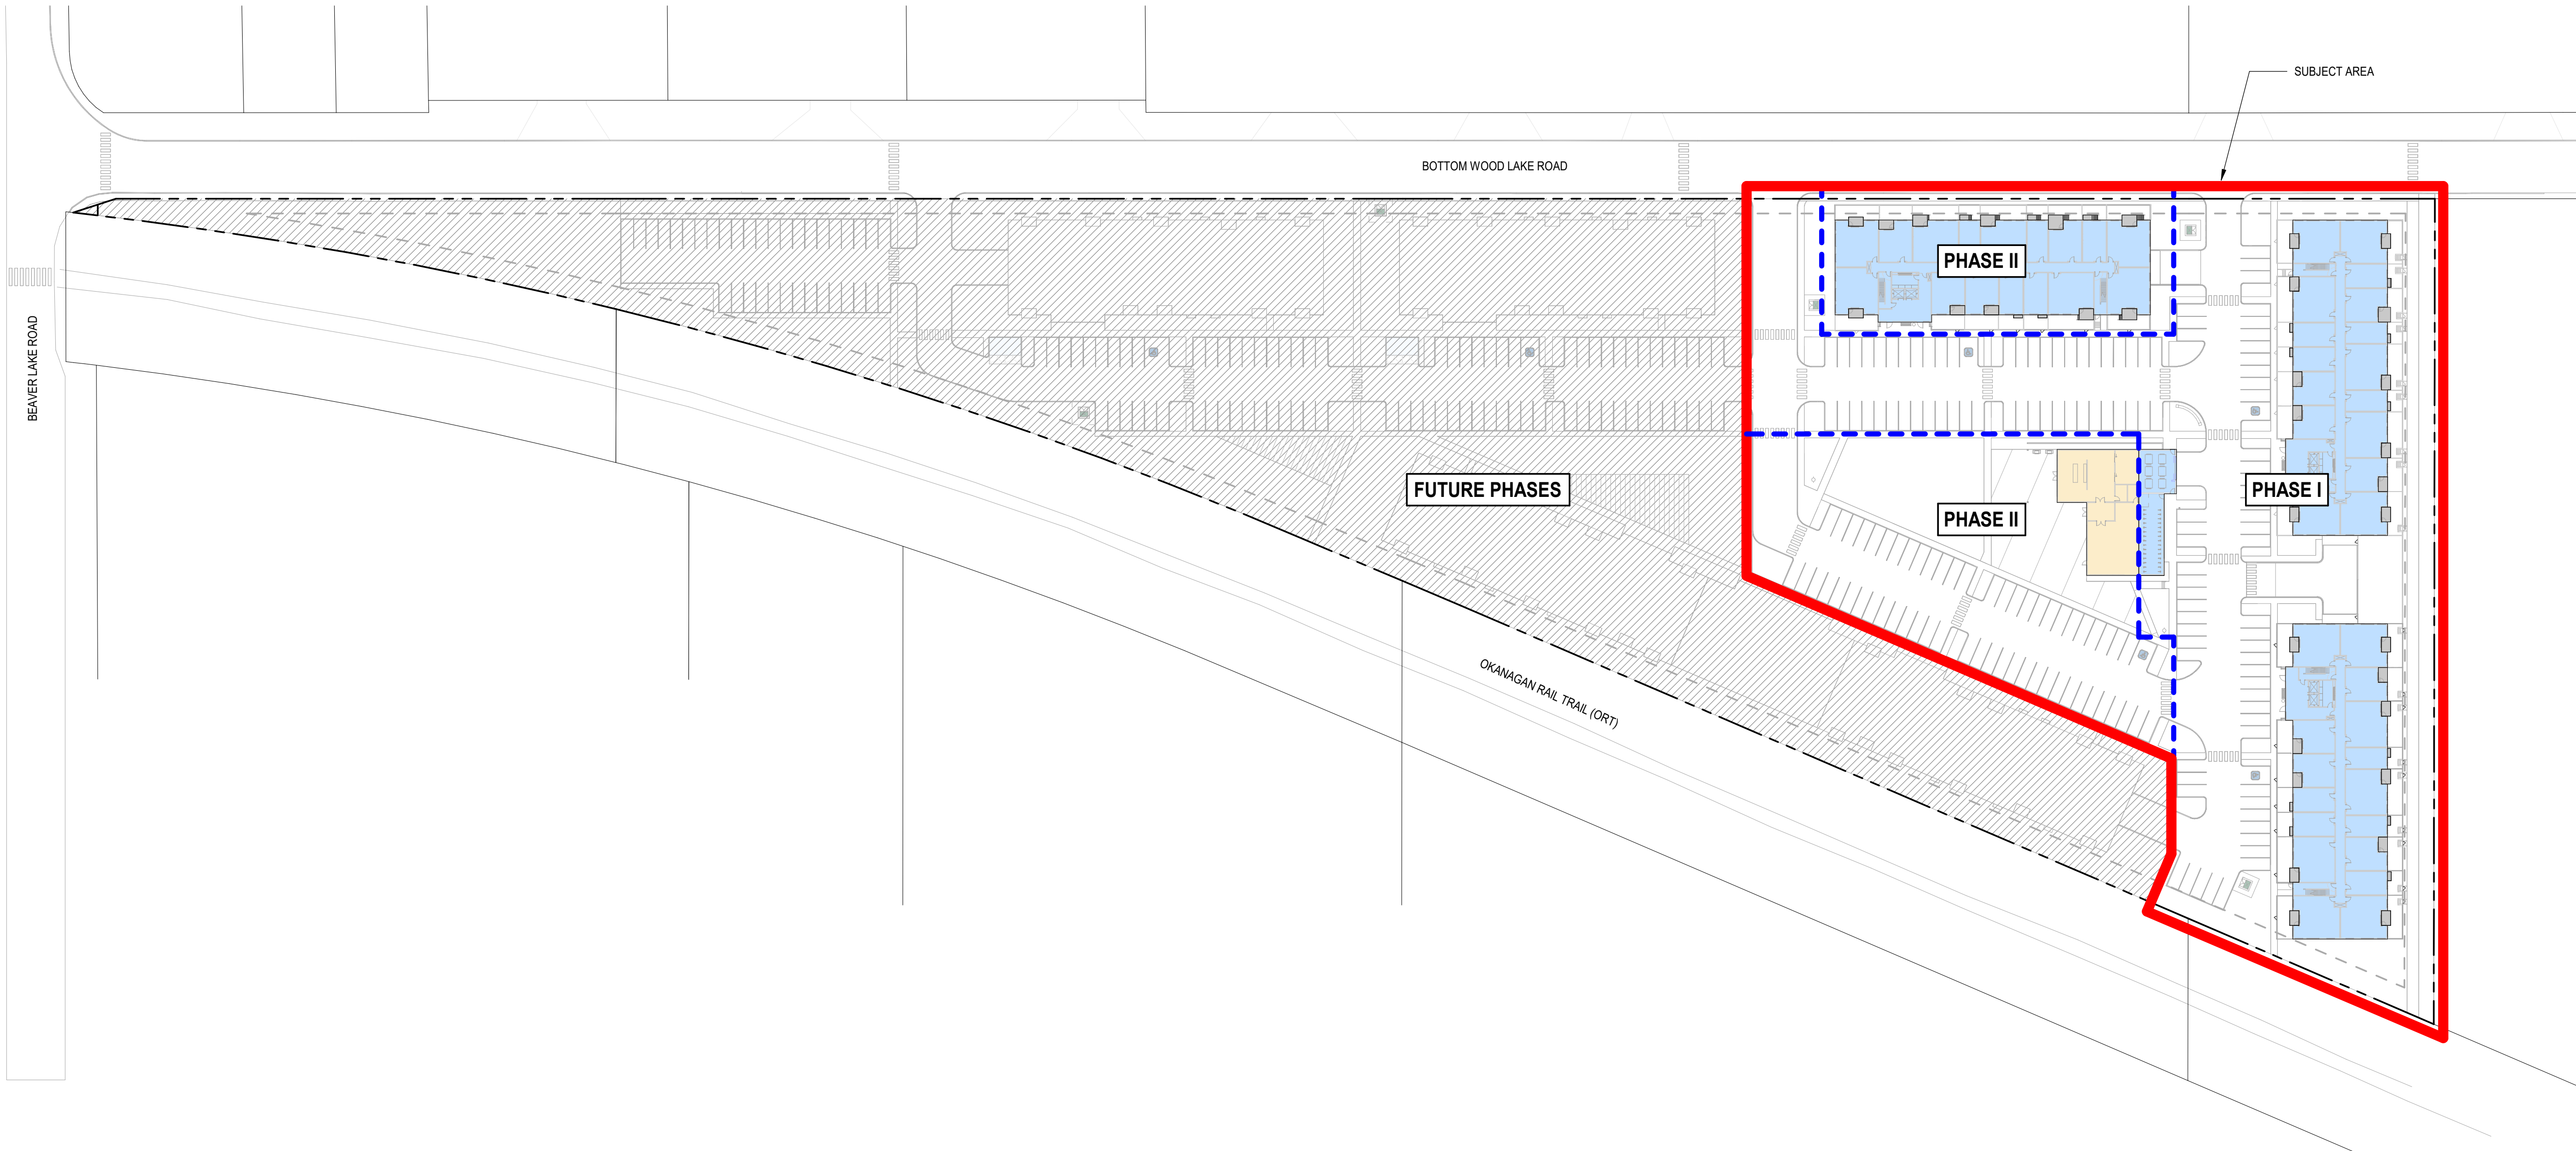 SUBJECT AREA
BOTTOM WOOD LAKE ROAD
PHASE II
BEAVER LAKE ROAD
FUTURE PHASES
PHASE I
PHASE II
OKANAGAN RAIL TRAIL (ORT)